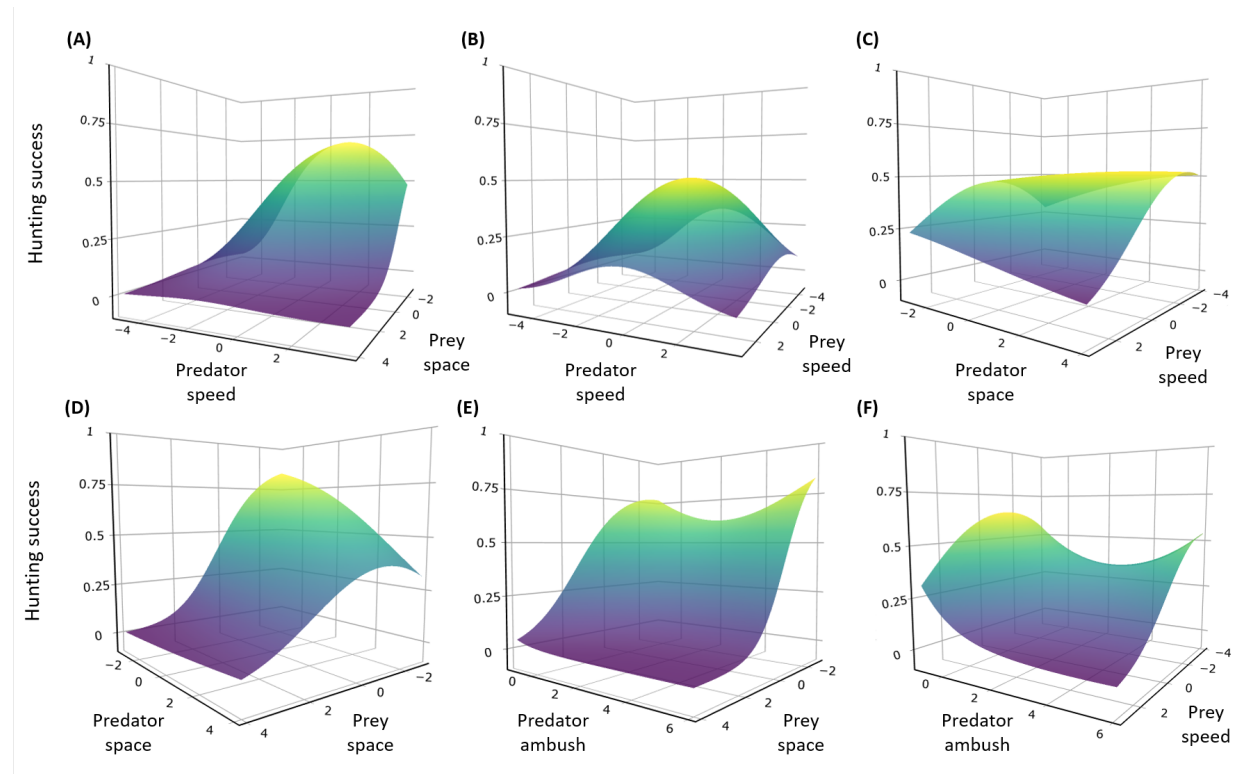 (A)
1
0.75
0.5
0.25
0
Hunting success
−4
−2
0
2
Predator
speed
−2
0
2
4
Prey
space
(B)
1
0.75
0.5
0.25
0
−4
−2
0
2
Predator
speed
−4
−2
0
2
Prey
speed
(C)
1
0.75
0.5
0.25
0
−2
0
2
4
Predator
space
−4
−2
0
2
Prey
speed
(D)
1
0.75
0.5
0.25
0
Hunting success
−2
0
2
4
Predator
space
−2
0
2
4
Prey
space
(E)
1
0.75
0.5
0.25
0
0
2
4
6
Predator
ambush
−2
0
2
4
Prey
space
(F)
1
0.75
0.5
0.25
0
0
2
4
6
Predator
ambush
−4
−2
0
2
Prey
speed